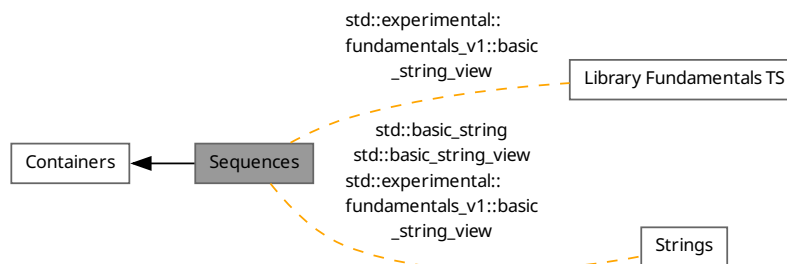 std::experimental::
fundamentals_v1::basic
_string_view
Library Fundamentals TS
Containers
Sequences
std::basic_string
std::basic_string_view
std::experimental::
fundamentals_v1::basic
_string_view
Strings